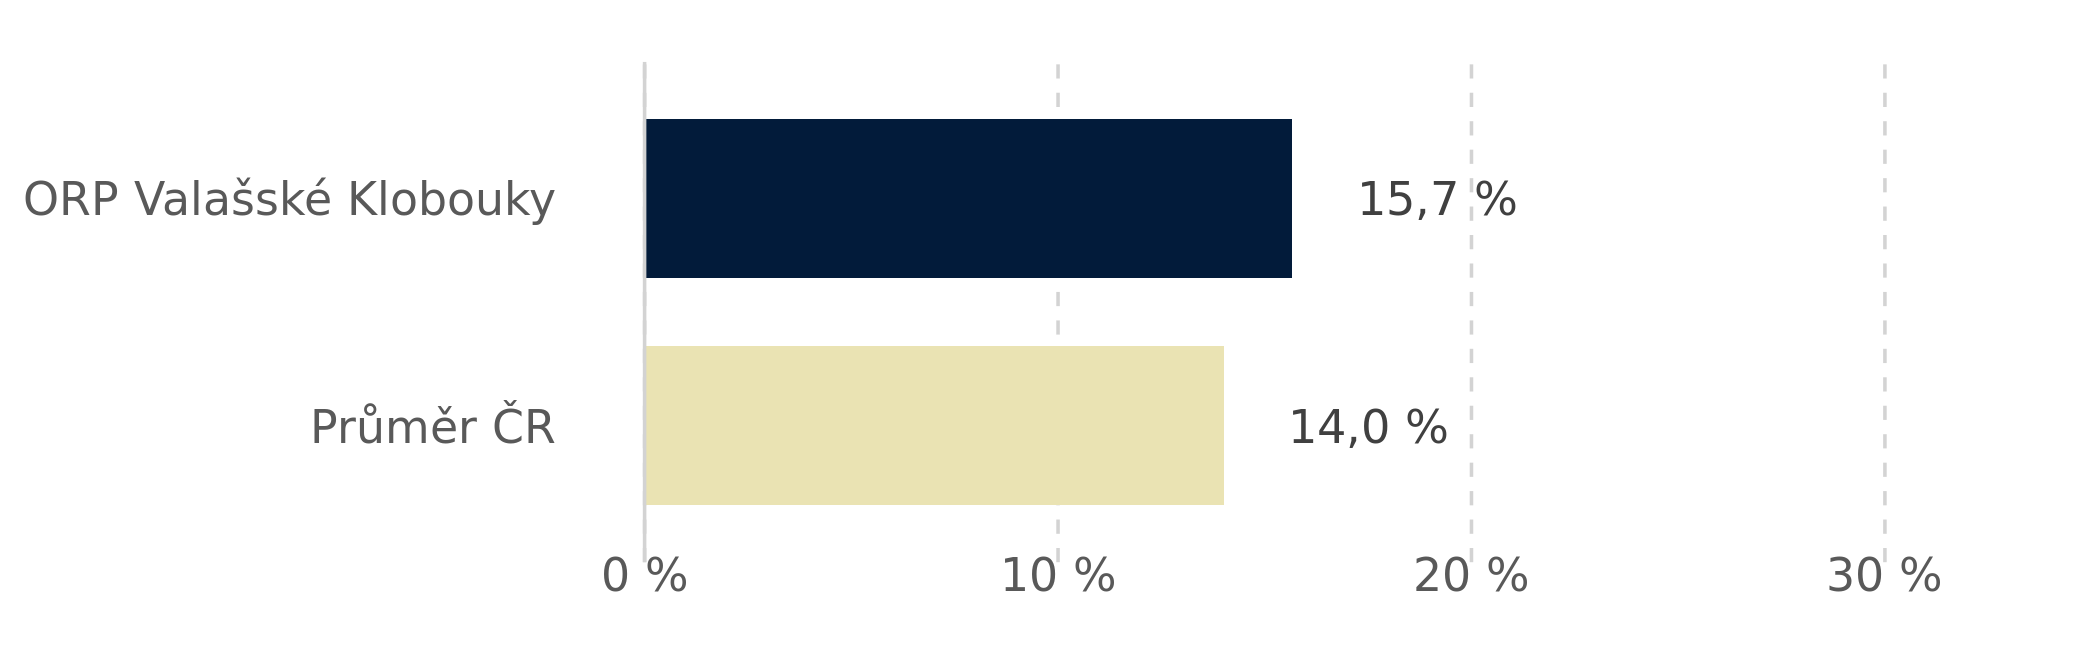 ORP Valašské Klobouky 15,7 %
Průměr ČR 14,0 %
0 % 10 % 20 % 30 %